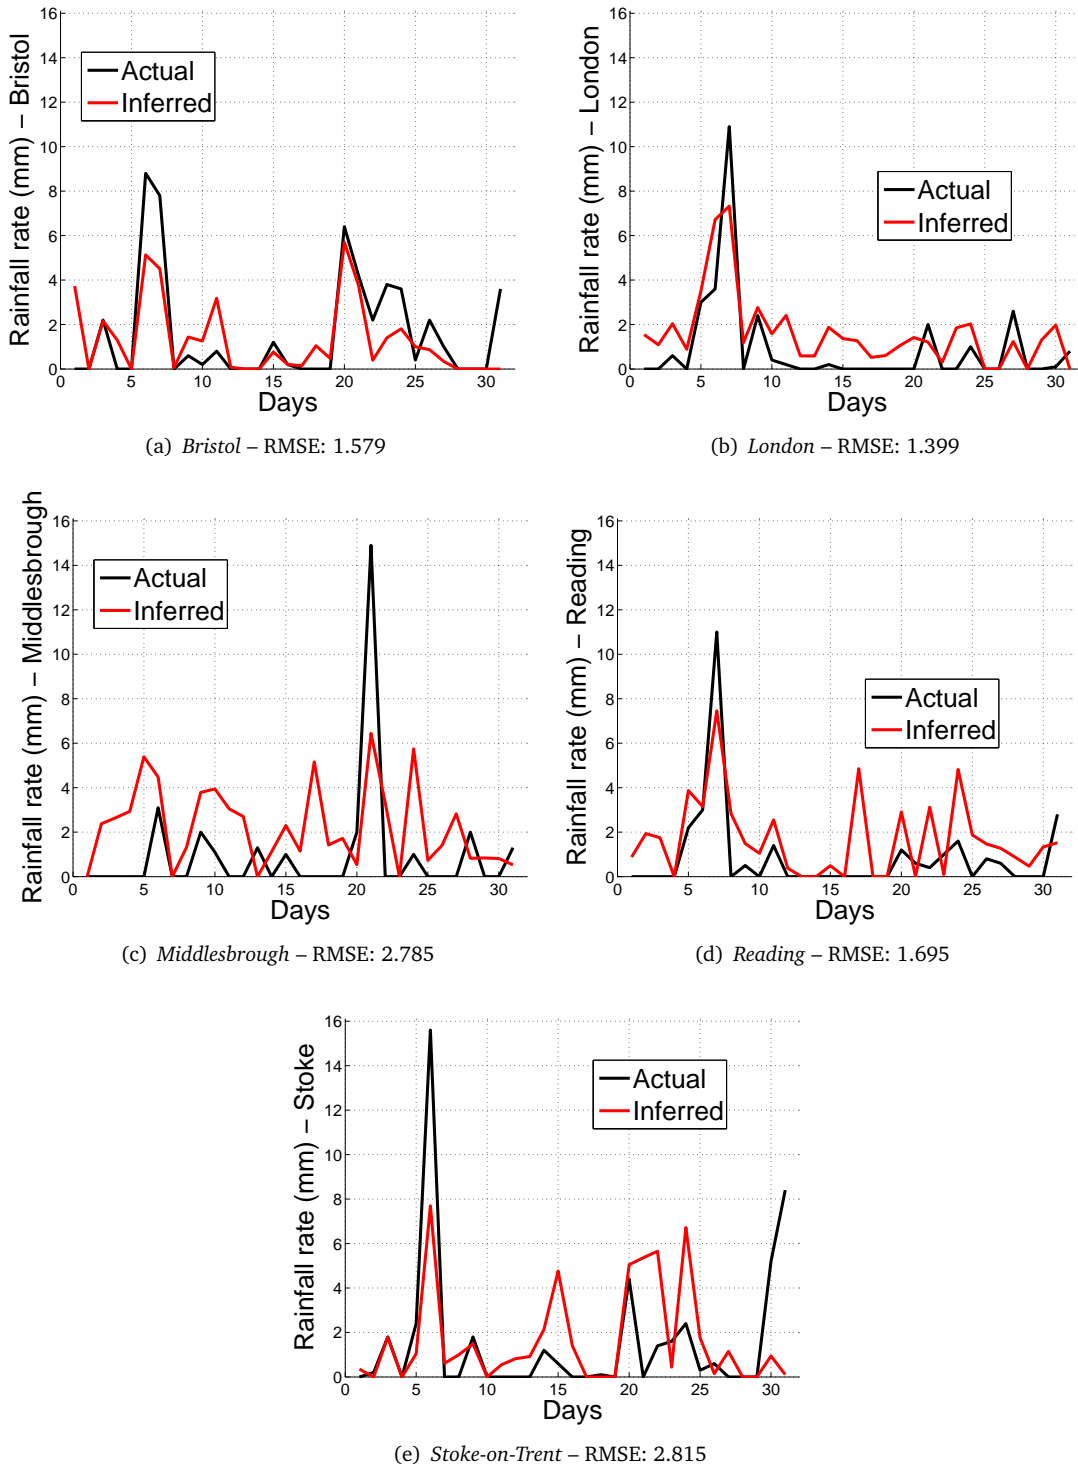 16
14
12
10
8
6
4
2
0
0 5 10 15 20 25 30
Rainfall rate (mm) – Bristol
Days
Actual
Inferred
(a) Bristol – RMSE: 1.579
16
14
12
10
8
6
4
2
0
0 5 10 15 20 25 30
Rainfall rate (mm) – London
Days
Actual
Inferred
(b) London – RMSE: 1.399
16
14
12
10
8
6
4
2
0
0 5 10 15 20 25 30
Rainfall rate (mm) – Middlesbrough
Days
Actual
Inferred
(c) Middlesbrough – RMSE: 2.785
16
14
12
10
8
6
4
2
0
0 5 10 15 20 25 30
Rainfall rate (mm) – Reading
Days
Actual
Inferred
(d) Reading – RMSE: 1.695
16
14
12
10
8
6
4
2
0
0 5 10 15 20 25 30
Rainfall rate (mm) – Stoke
Days
Actual
Inferred
(e) Stoke-on-Trent – RMSE: 2.815